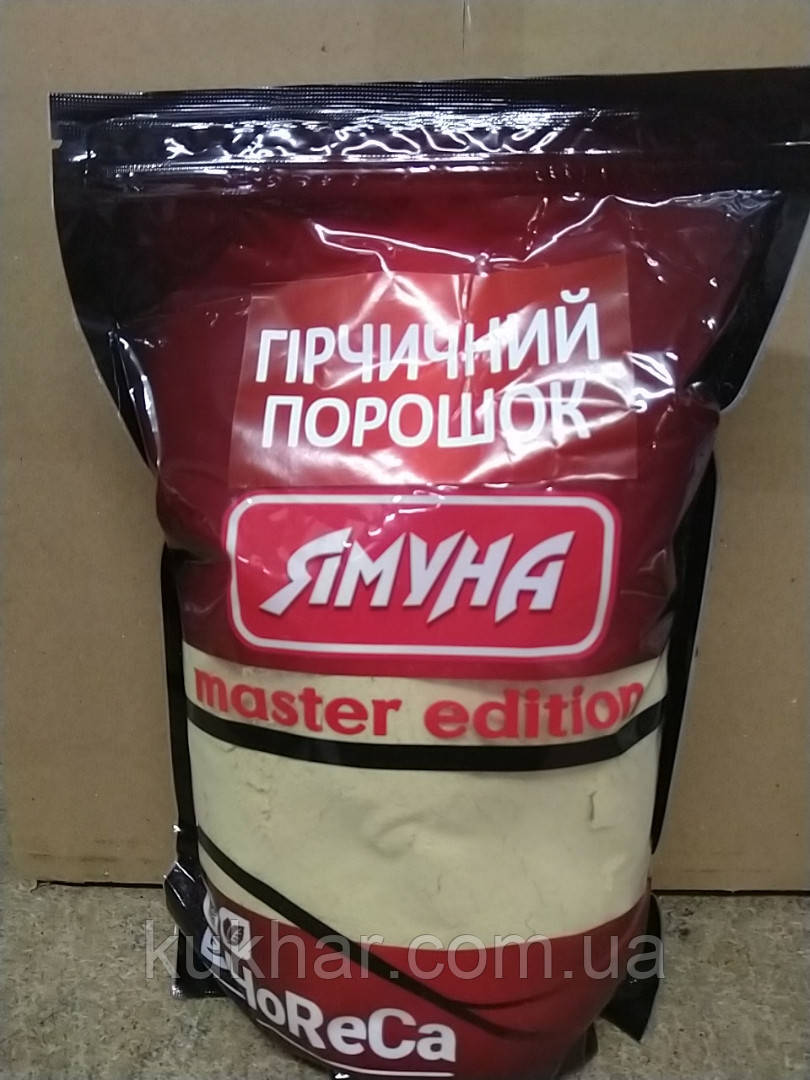 ГІРЧИЧНИЙ
ПОРОШОК
ЯМУНА
master edition
kukhar.com.ua
HoReCa